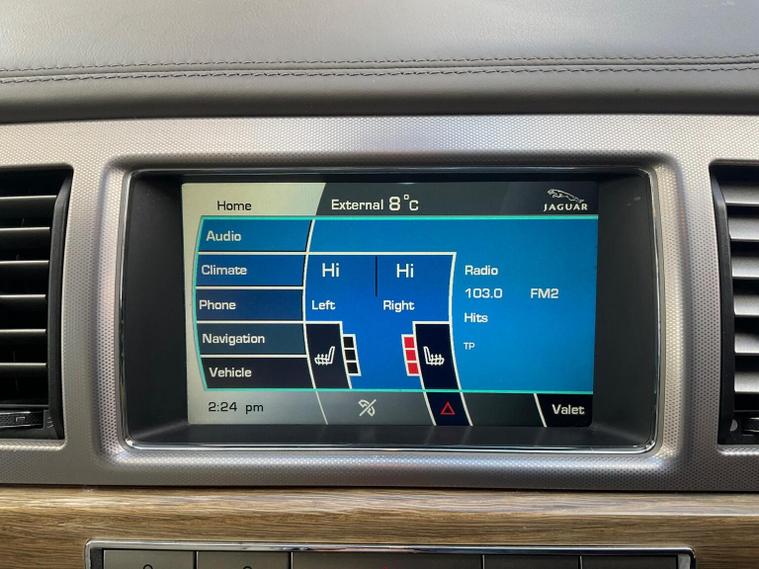 Home
External 8°C
JAGUAR
Audio
Climate
Hi
Hi
Radio
Phone
Left
Right
103.0 FM2
Hits
Navigation
TP
Vehicle
2:24 pm
Valet